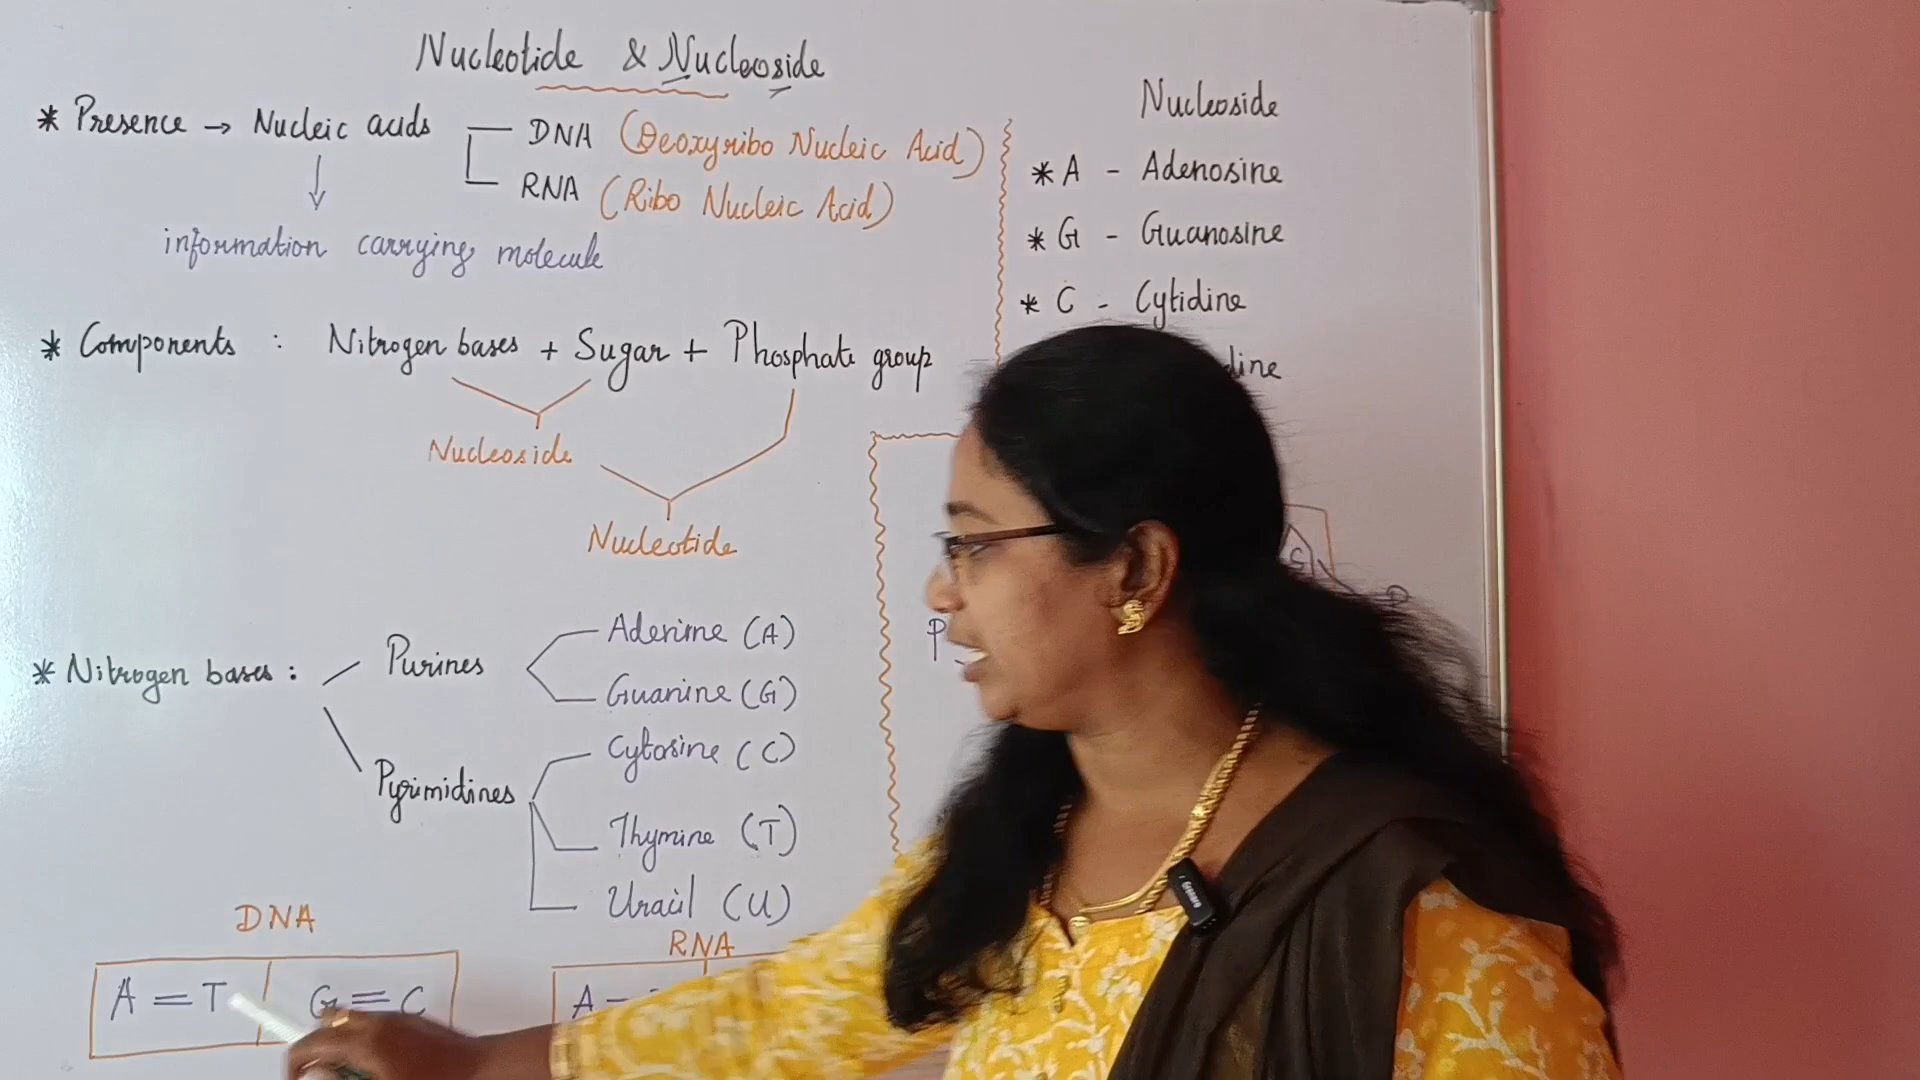 Nucleotide & Nucleoside
* Presence → Nucleic acids
DNA (Deoxyribo Nucleic Acid)
RNA (Ribo Nucleic Acid)
information carrying molecule
* Components : Nitrogen bases + Sugar + Phosphate group
Nucleoside
Nucleotide
* Nitrogen bases :
Purines
Adenine (A)
Guanine (G)
Pyrimidines
Cytosine (C)
Thymine (T)
Uracil (U)
DNA
A = T
G ≡ C
RNA
A
Nucleoside
* A - Adenosine
* G - Guanosine
* C - Cytidine
P